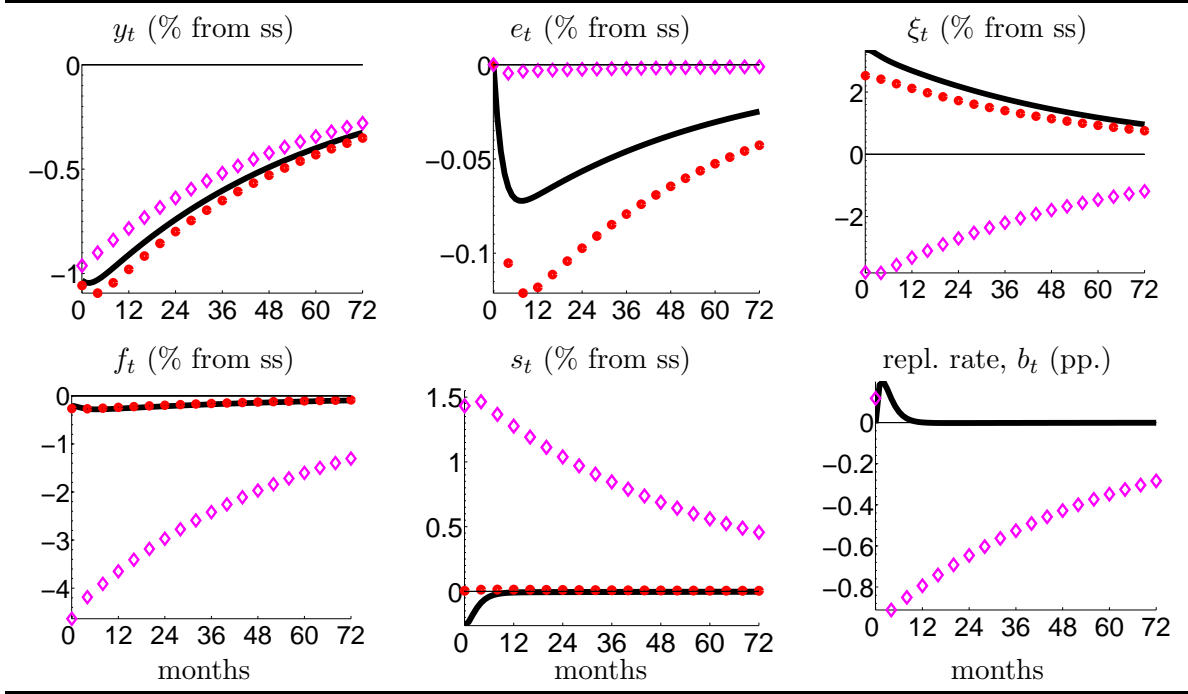 y_t (% from ss)
e_t (% from ss)
ξ_t (% from ss)
0
−0.5
−1
0 12 24 36 48 60 72
0
−0.05
−0.1
0 12 24 36 48 60 72
2
0
−2
0 12 24 36 48 60 72
f_t (% from ss)
s_t (% from ss)
repl. rate, b_t (pp.)
0
−1
−2
−3
−4
0 12 24 36 48 60 72
months
1.5
1
0.5
0
0 12 24 36 48 60 72
months
0
−0.2
−0.4
−0.6
−0.8
0 12 24 36 48 60 72
months